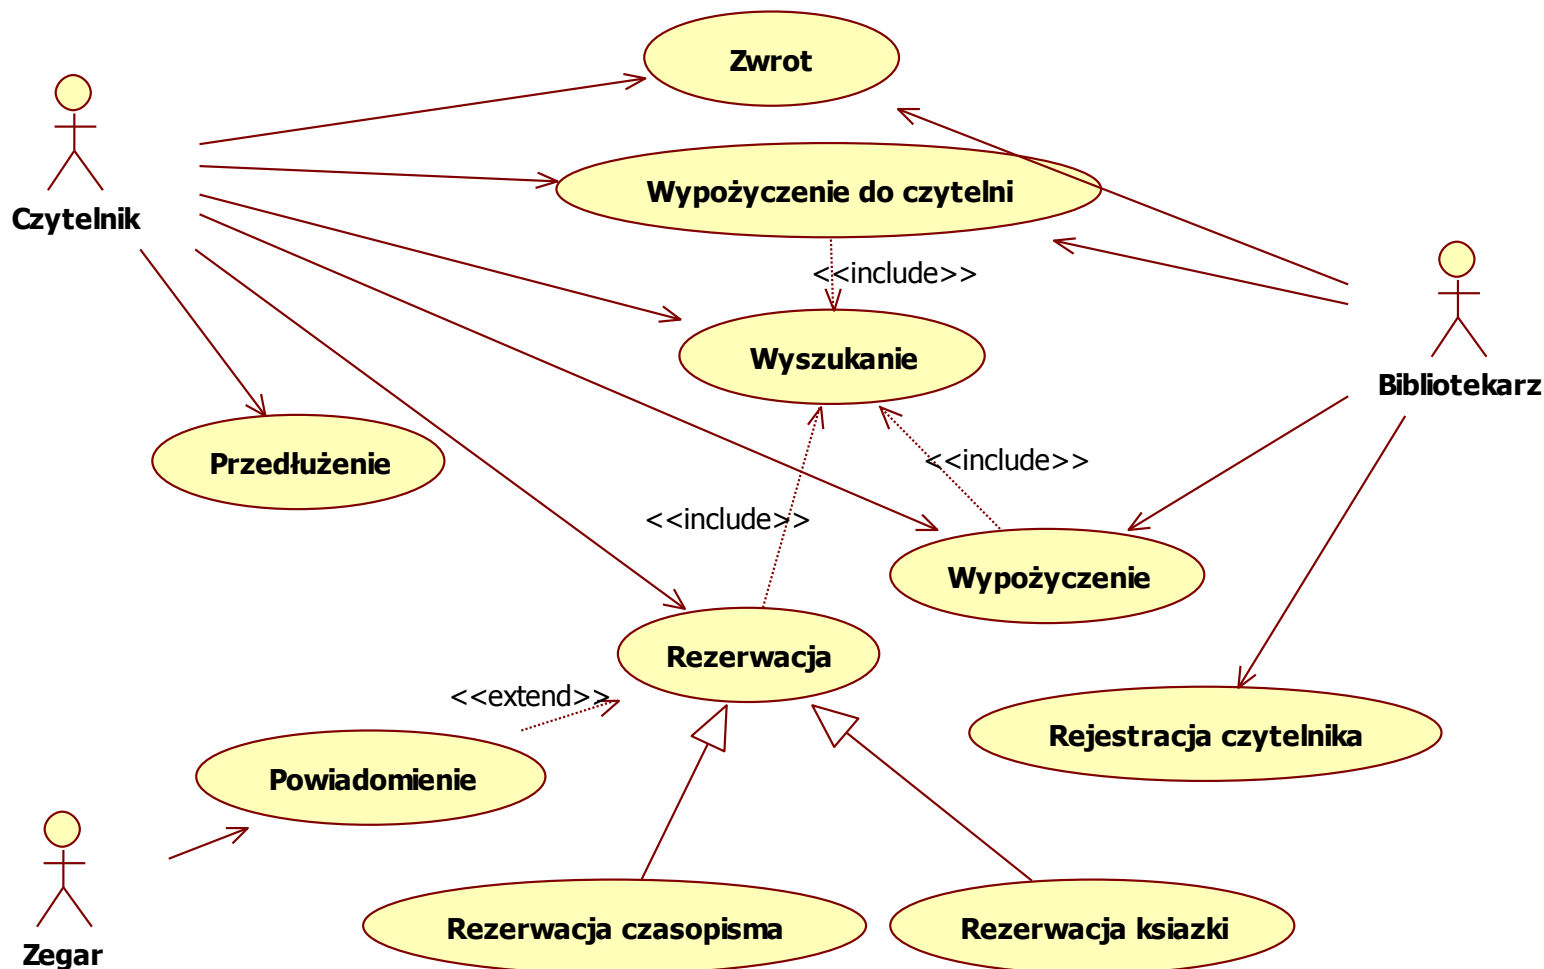 Zwrot
Czytelnik
Wypożyczenie do czytelni
<<include>>
Wyszukanie
Bibliotekarz
Przedłużenie
<<include>>
<<include>>
Wypożyczenie
Rezerwacja
<<extend>>
Rejestracja czytelnika
Powiadomienie
Rezerwacja czasopisma
Rezerwacja ksiazki
Zegar